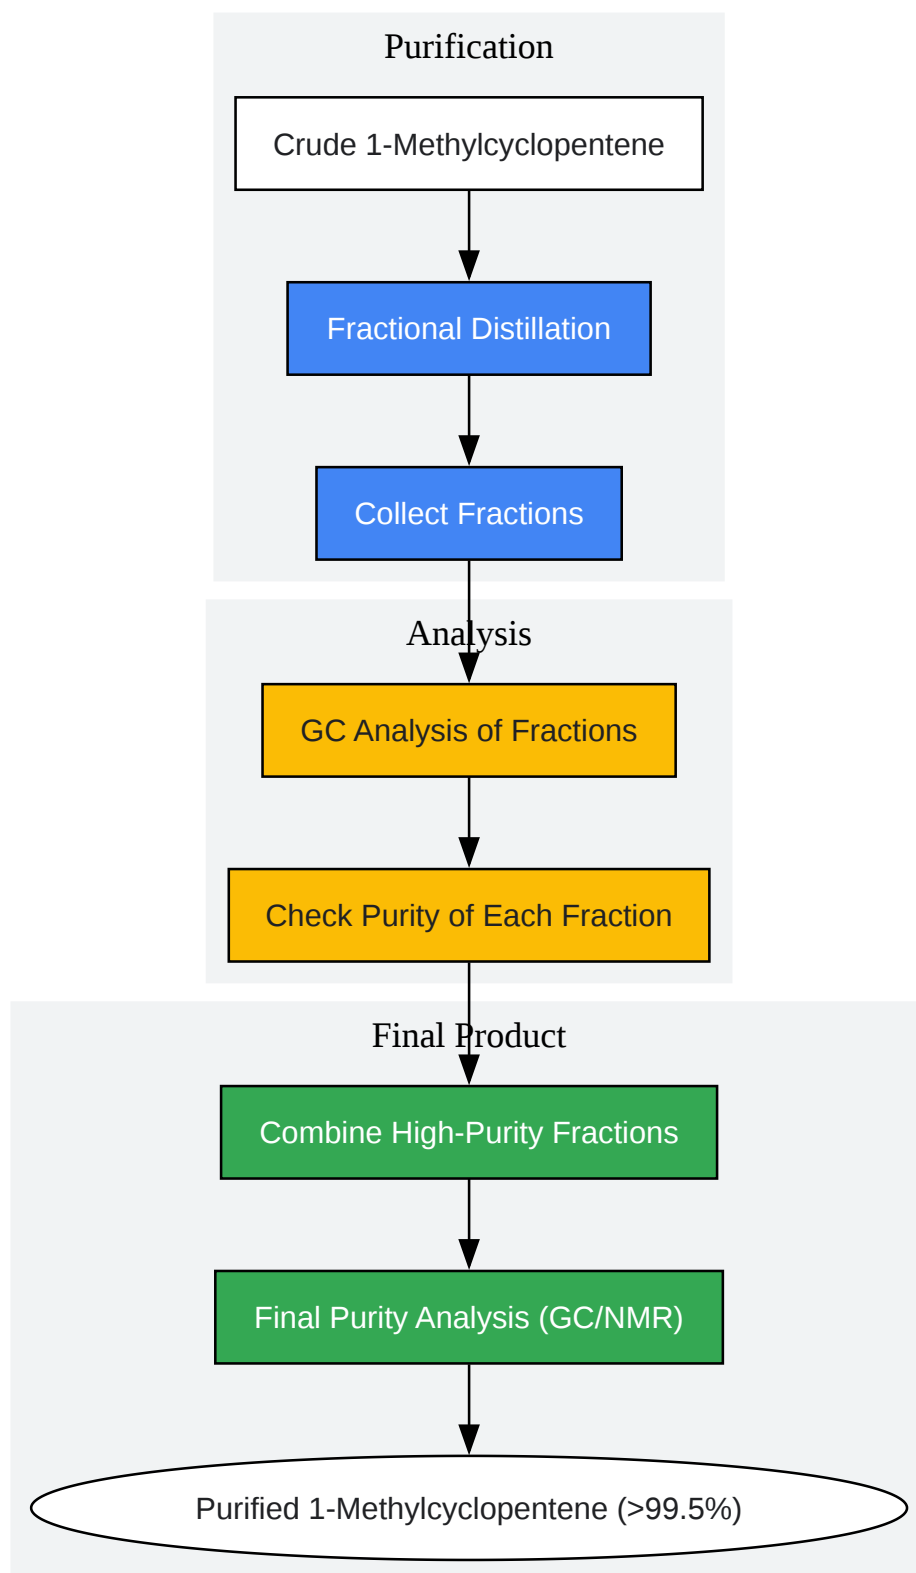 Purification
Crude 1-Methylcyclopentene
Fractional Distillation
Collect Fractions
Analysis
GC Analysis of Fractions
Check Purity of Each Fraction
Final Product
Combine High-Purity Fractions
Final Purity Analysis (GC/NMR)
Purified 1-Methylcyclopentene (>99.5%)